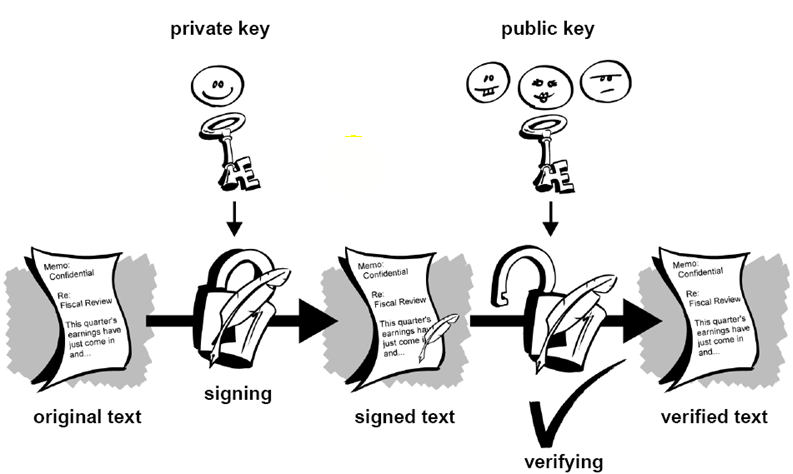 private key
public key
Memo:
Confidential
Re:
Fiscal Review
This quarter's
earnings have
just come in
and...
signing
original text
Memo:
Confidential
Re:
Fiscal Review
This quarter's
earnings have
just come in
and...
signed text
Memo:
Confidential
Re:
Fiscal Review
This quarter's
earnings have
just come in
and...
verified text
verifying